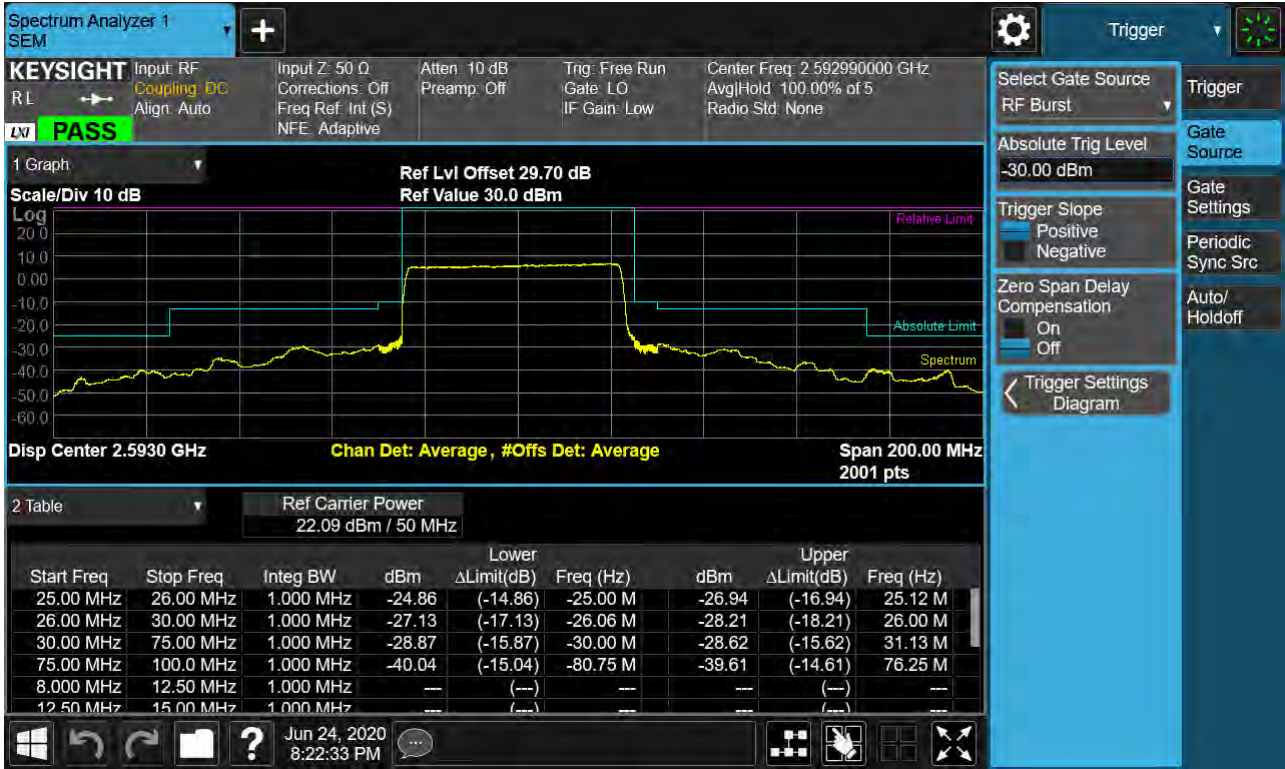 Spectrum Analyzer 1
SEM
Trigger
KEYSIGHT
R L
LXI PASS
Input: RF
Coupling: DC
Align: Auto
Input Z: 50 Ω
Corrections: Off
Freq Ref: Int (S)
NFE: Adaptive
Atten: 10 dB
Preamp: Off
Trig: Free Run
Gate: LO
IF Gain: Low
Center Freq: 2.592990000 GHz
Avg|Hold: 100.00% of 5
Radio Std: None
1 Graph
Scale/Div 10 dB
Ref Lvl Offset 29.70 dB
Ref Value 30.0 dBm
Log
20.0
10.0
0.00
-10.0
-20.0
-30.0
-40.0
-50.0
-60.0
Relative Limit
Absolute Limit
Spectrum
Disp Center 2.5930 GHz
Chan Det: Average, #Offs Det: Average
Span 200.00 MHz
2001 pts
2 Table
Ref Carrier Power
22.09 dBm / 50 MHz
Lower Upper
Start Freq Stop Freq Integ BW dBm ΔLimit(dB) Freq (Hz) dBm ΔLimit(dB) Freq (Hz)
25.00 MHz 26.00 MHz 1.000 MHz -24.86 (-14.86) -25.00 M -26.94 (-16.94) 25.12 M
26.00 MHz 30.00 MHz 1.000 MHz -27.13 (-17.13) -26.06 M -28.21 (-18.21) 26.00 M
30.00 MHz 75.00 MHz 1.000 MHz -28.87 (-15.87) -30.00 M -28.62 (-15.62) 31.13 M
75.00 MHz 100.0 MHz 1.000 MHz -40.04 (-15.04) -80.75 M -39.61 (-14.61) 76.25 M
8.000 MHz 12.50 MHz 1.000 MHz --- (---) --- --- (---) ---
12.50 MHz 15.00 MHz 1.000 MHz --- (---) --- --- (---) ---
Jun 24, 2020
8:22:33 PM
Select Gate Source
RF Burst
Absolute Trig Level
-30.00 dBm
Trigger Slope
Positive
Negative
Zero Span Delay
Compensation
On
Off
Trigger Settings
Diagram
Trigger
Gate
Source
Gate
Settings
Periodic
Sync Src
Auto/
Holdoff